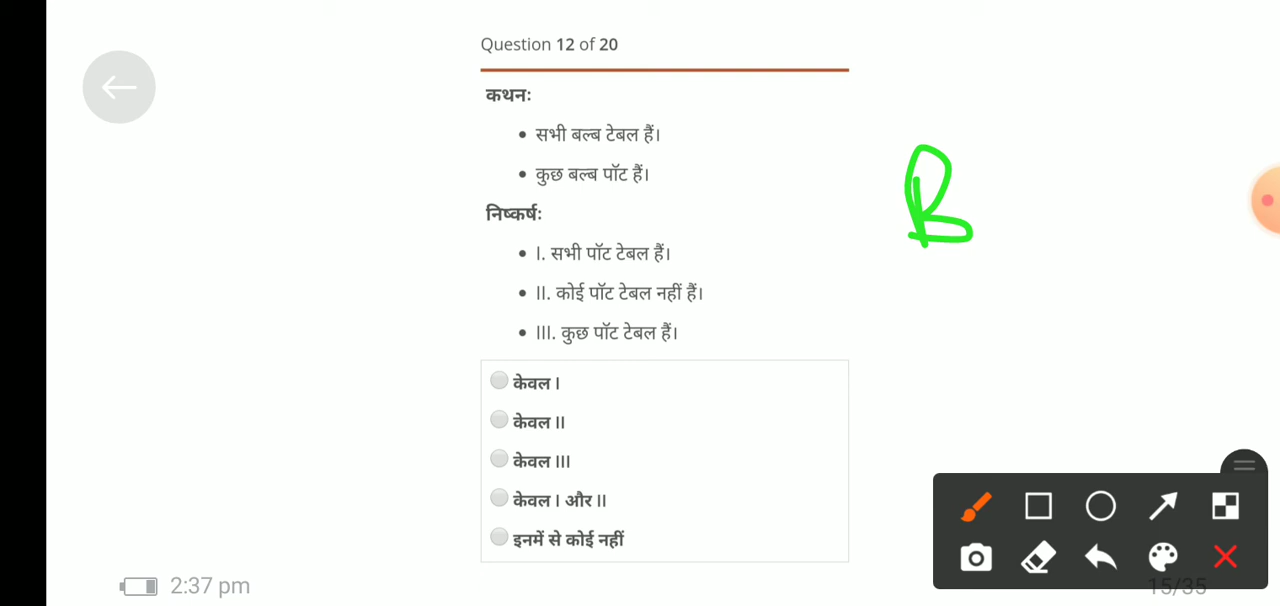 Question 12 of 20
कथनः
• सभी बल्ब टेबल हैं।
• कुछ बल्ब पॉट हैं।
निष्कर्षः
• I. सभी पॉट टेबल हैं।
• II. कोई पॉट टेबल नहीं हैं।
• III. कुछ पॉट टेबल हैं।
केवल I
केवल II
केवल III
केवल I और II
इनमें से कोई नहीं
B
2:37 pm
15/35